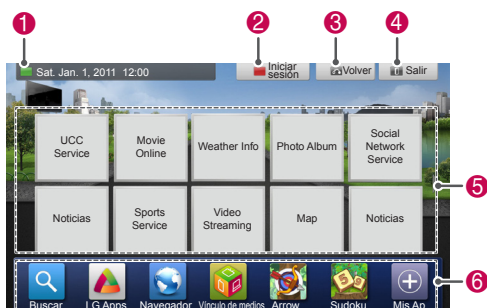 1
2
3
4
Sat. Jan. 1, 2011 12:00
Iniciar
sesión
Volver
Salir
UCC
Service
Movie
Online
Weather Info
Photo Album
Social
Network
Service
5
Noticias
Sports
Service
Video
Streaming
Map
Noticias
6
Buscar
LG Apps
Navegador
Vínculo de medios
Arrow
Sudoku
Mis Ap